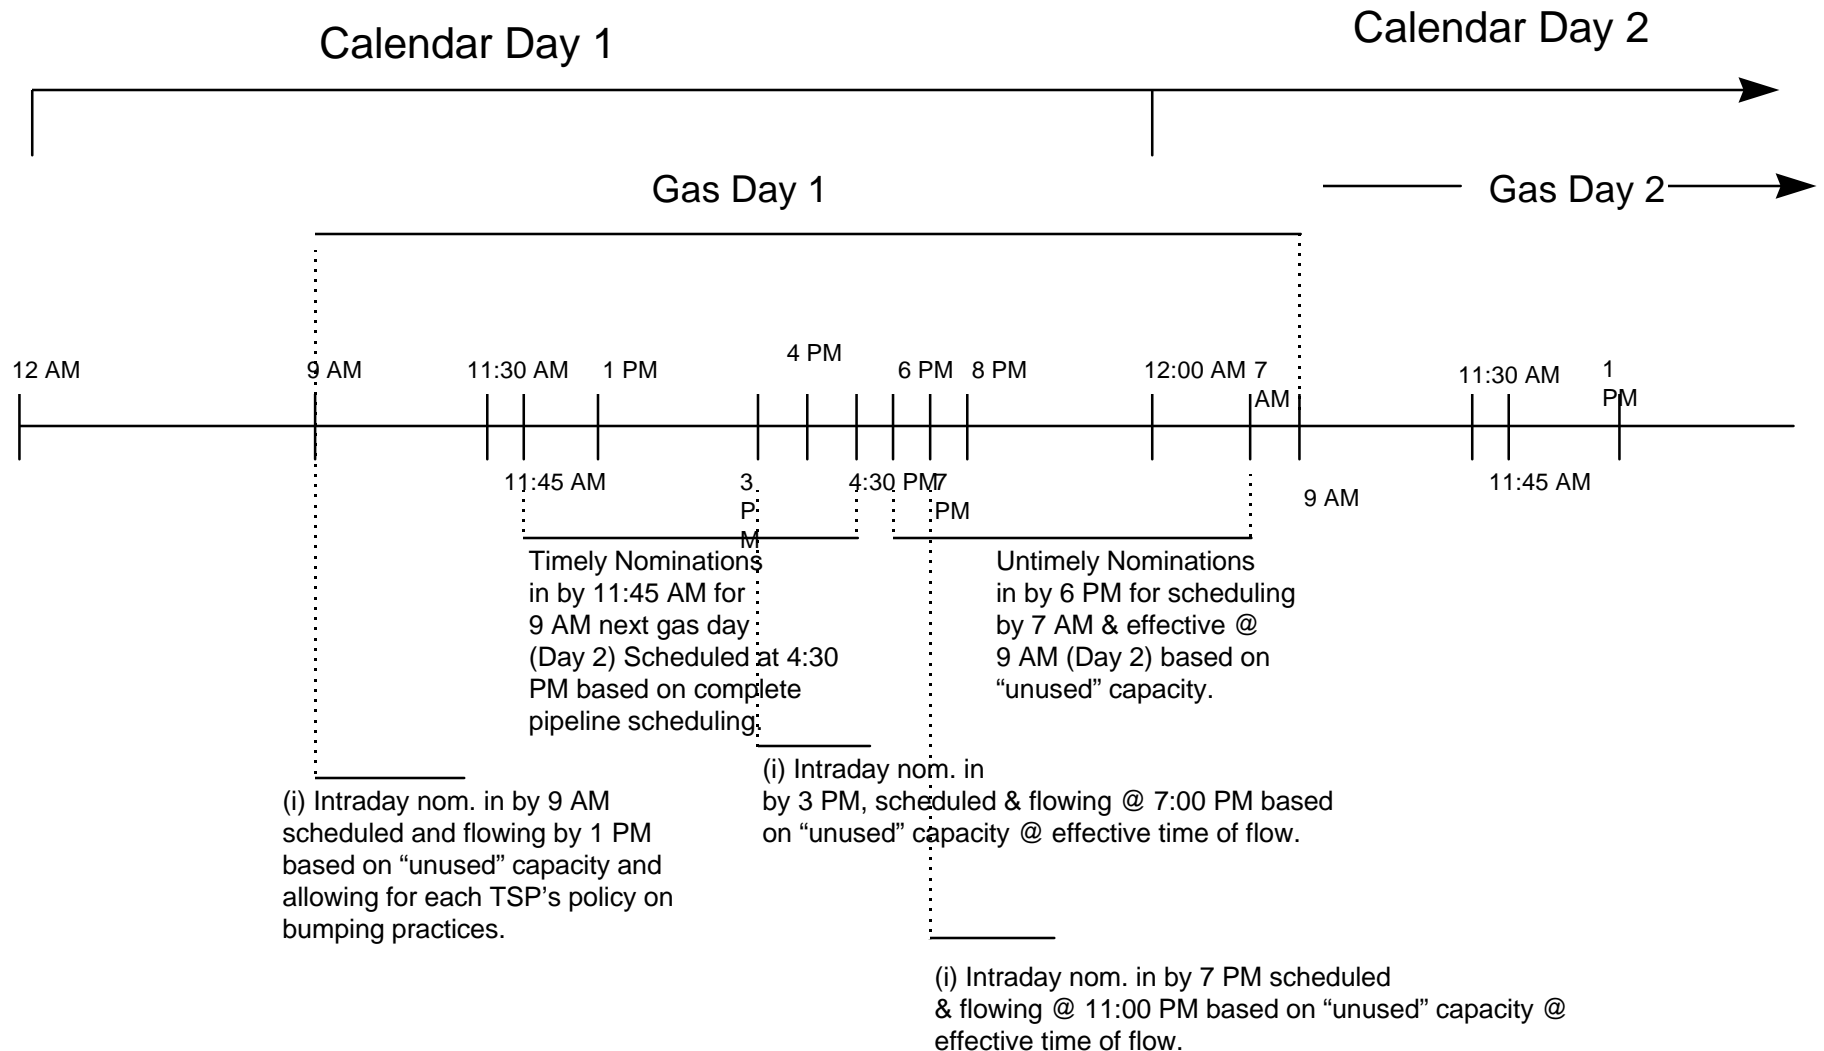 Calendar Day 1
Calendar Day 2
Gas Day 1
Gas Day 2
4 PM
12 AM
9 AM
11:30 AM
1 PM
6 PM
8 PM
12:00 AM
7
AM
11:30 AM
1
PM
11:45 AM
3
P
M
4:30 PM
7
PM
9 AM
11:45 AM
Timely Nominations
in by 11:45 AM for
9 AM next gas day
(Day 2) Scheduled at 4:30
PM based on complete
pipeline scheduling.
Untimely Nominations
in by 6 PM for scheduling
by 7 AM & effective @
9 AM (Day 2) based on
“unused” capacity.
(i) Intraday nom. in by 9 AM
scheduled and flowing by 1 PM
based on “unused” capacity and
allowing for each TSP’s policy on
bumping practices.
(i) Intraday nom. in
by 3 PM, scheduled & flowing @ 7:00 PM based
on “unused” capacity @ effective time of flow.
(i) Intraday nom. in by 7 PM scheduled
& flowing @ 11:00 PM based on “unused” capacity @
effective time of flow.